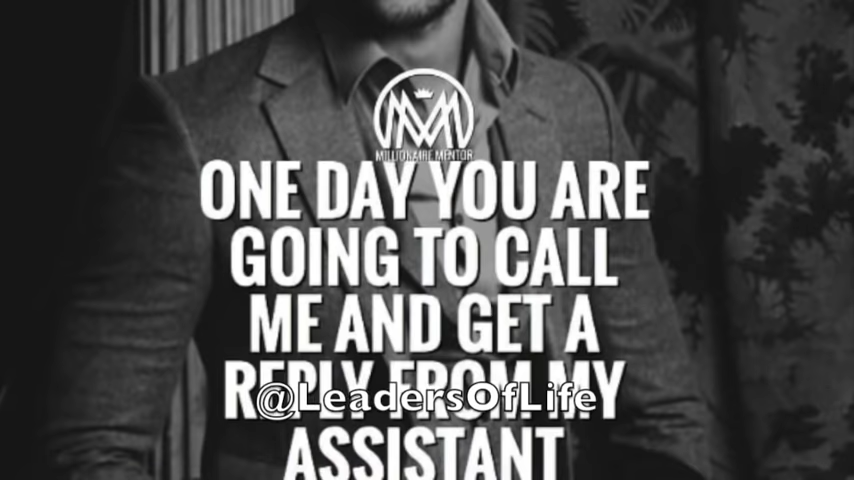 MILLIONAIRE MENTOR
ONE DAY YOU ARE
GOING TO CALL
ME AND GET A
REPLY FROM MY
@LeadersOfLife
ASSISTANT